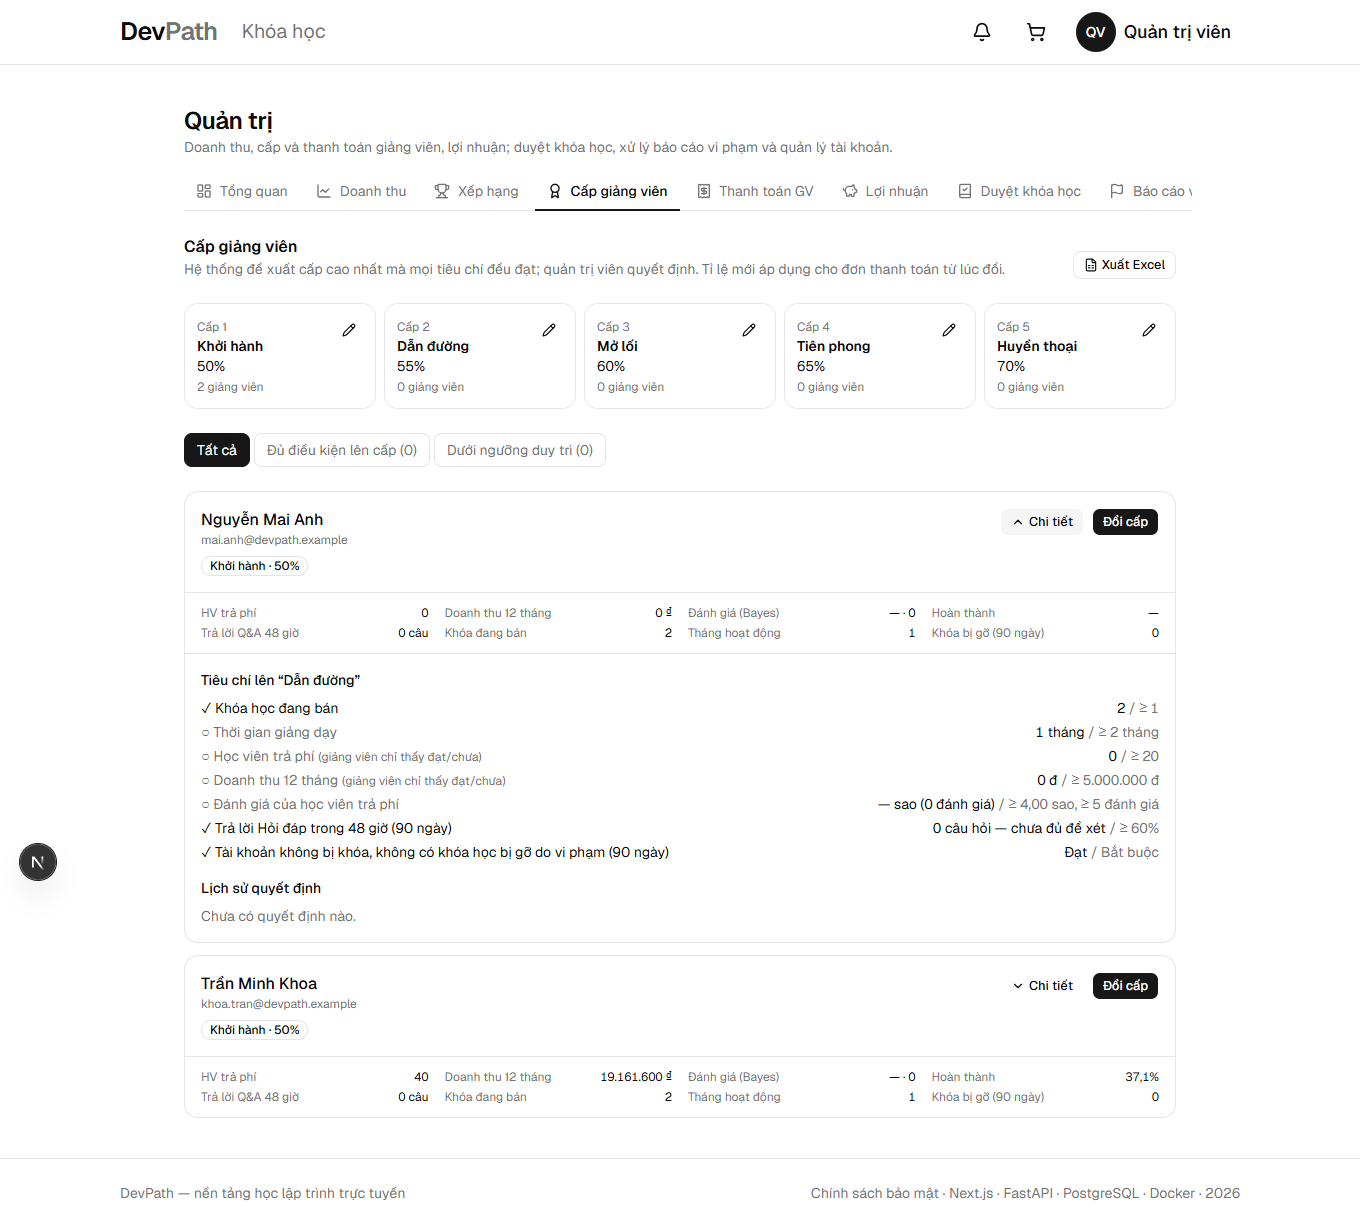 DevPath Khóa học QV Quản trị viên
Quản trị
Doanh thu, cấp và thanh toán giảng viên, lợi nhuận; duyệt khóa học, xử lý báo cáo vi phạm và quản lý tài khoản.
Tổng quan Doanh thu Xếp hạng Cấp giảng viên Thanh toán GV Lợi nhuận Duyệt khóa học Báo cáo v
Cấp giảng viên
Hệ thống đề xuất cấp cao nhất mà mọi tiêu chí đều đạt; quản trị viên quyết định. Tỉ lệ mới áp dụng cho đơn thanh toán từ lúc đổi.
Xuất Excel
Cấp 1
Khởi hành
50%
2 giảng viên
Cấp 2
Dẫn đường
55%
0 giảng viên
Cấp 3
Mở lối
60%
0 giảng viên
Cấp 4
Tiên phong
65%
0 giảng viên
Cấp 5
Huyền thoại
70%
0 giảng viên
Tất cả Đủ điều kiện lên cấp (0) Dưới ngưỡng duy trì (0)
Nguyễn Mai Anh
mai.anh@devpath.example
Khởi hành · 50%
Chi tiết Đổi cấp
HV trả phí 0 Doanh thu 12 tháng 0 ₫ Đánh giá (Bayes) — · 0 Hoàn thành —
Trả lời Q&A 48 giờ 0 câu Khóa đang bán 2 Tháng hoạt động 1 Khóa bị gỡ (90 ngày) 0
Tiêu chí lên “Dẫn đường”
✓ Khóa học đang bán 2 / ≥ 1
○ Thời gian giảng dạy 1 tháng / ≥ 2 tháng
○ Học viên trả phí (giảng viên chỉ thấy đạt/chưa) 0 / ≥ 20
○ Doanh thu 12 tháng (giảng viên chỉ thấy đạt/chưa) 0 đ / ≥ 5.000.000 đ
○ Đánh giá của học viên trả phí — sao (0 đánh giá) / ≥ 4,00 sao, ≥ 5 đánh giá
✓ Trả lời Hỏi đáp trong 48 giờ (90 ngày) 0 câu hỏi — chưa đủ để xét / ≥ 60%
✓ Tài khoản không bị khóa, không có khóa học bị gỡ do vi phạm (90 ngày) Đạt / Bắt buộc
Lịch sử quyết định
Chưa có quyết định nào.
Trần Minh Khoa
khoa.tran@devpath.example
Khởi hành · 50%
Chi tiết Đổi cấp
HV trả phí 40 Doanh thu 12 tháng 19.161.600 ₫ Đánh giá (Bayes) — · 0 Hoàn thành 37,1%
Trả lời Q&A 48 giờ 0 câu Khóa đang bán 2 Tháng hoạt động 1 Khóa bị gỡ (90 ngày) 0
N
DevPath — nền tảng học lập trình trực tuyến Chính sách bảo mật · Next.js · FastAPI · PostgreSQL · Docker · 2026